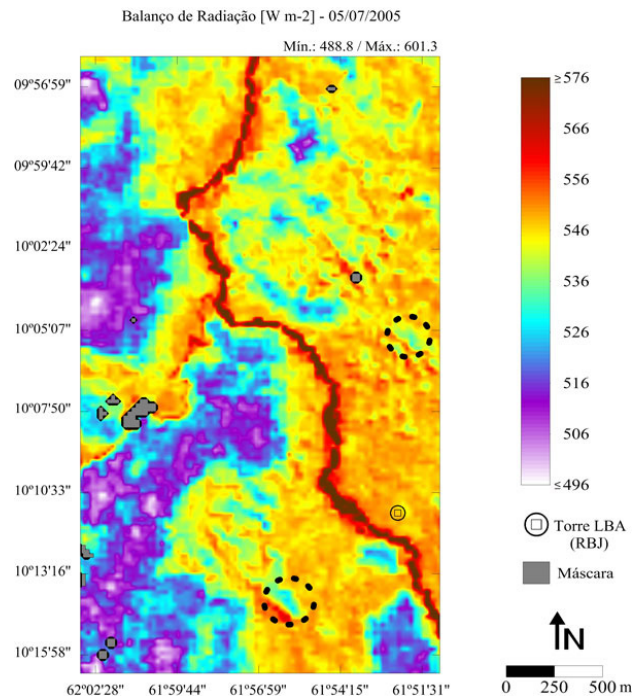 Balanço de Radiação [W m-2] - 05/07/2005
Mín.: 488.8 / Máx.: 601.3
09º56'59"
09º59'42"
10º02'24"
10º05'07"
10º07'50"
10º10'33"
10º13'16"
10º15'58"
62º02'28"
61º59'44"
61º56'59"
61º54'15"
61º51'31"
≥576
566
556
546
536
526
516
506
≤496
Torre LBA
(RBJ)
Máscara
N
0
250
500 m